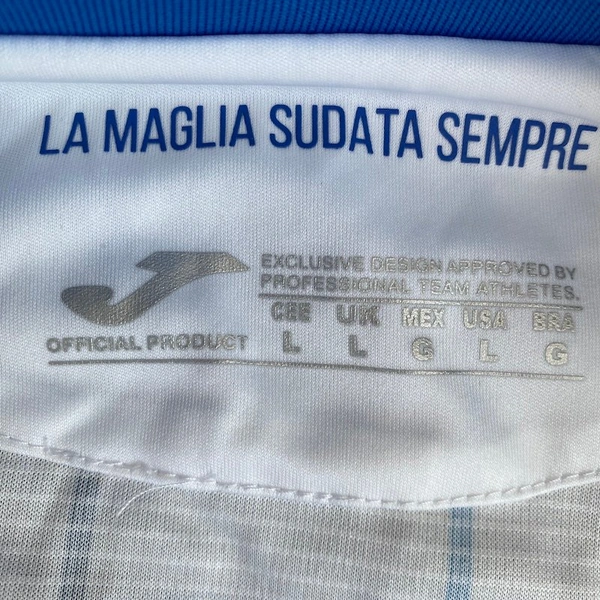 LA MAGLIA SUDATA SEMPRE
EXCLUSIVE DESIGN APPROVED BY
PROFESSIONAL TEAM ATHLETES.
CEE UK MEX USA BRA
OFFICIAL PRODUCT L L G L G